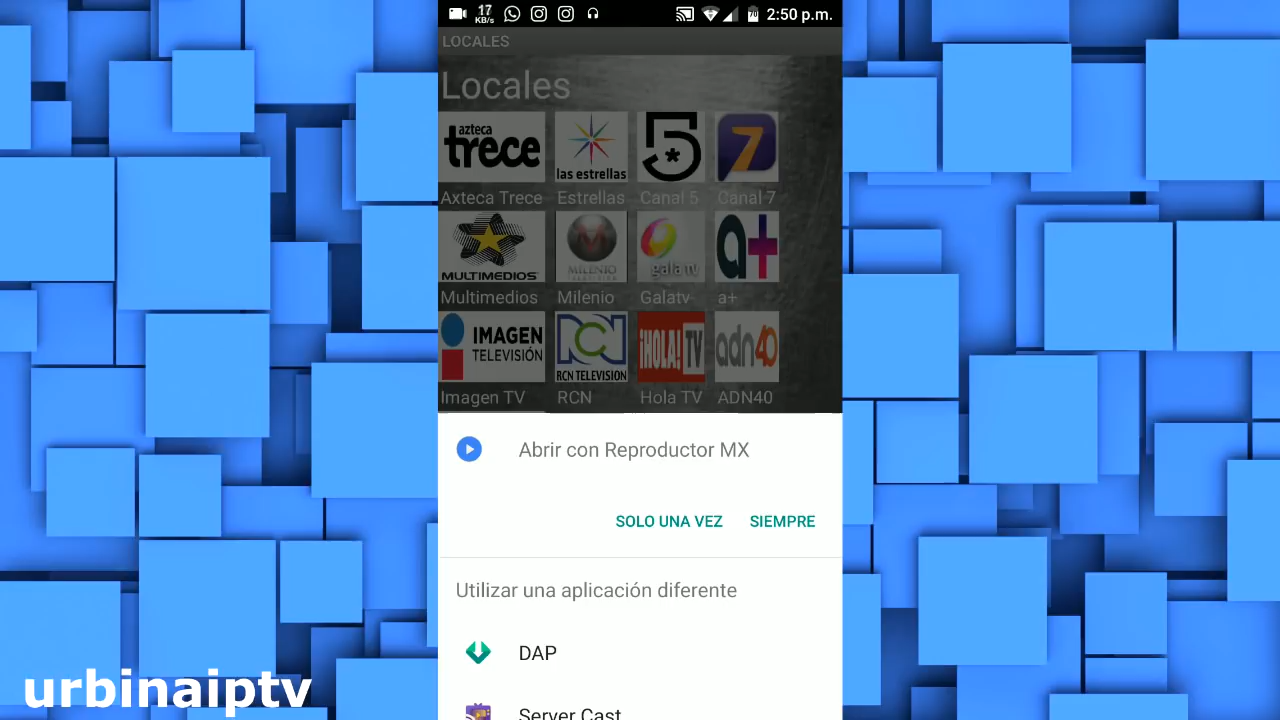 17
KB/s
70
2:50 p.m.
LOCALES
Locales
azteca
trece
las estrellas
5
7
Axteca Trece
Estrellas
Canal 5
Canal 7
MULTIMEDIOS
MILENIO
gala tv
a+
Multimedios
Milenio
Galatv
a+
IMAGEN
TELEVISIÓN
RCN
RCN TELEVISION
¡HOLA! TV
adn40
Imagen TV
RCN
Hola TV
ADN40
Abrir con Reproductor MX
SOLO UNA VEZ
SIEMPRE
Utilizar una aplicación diferente
DAP
Server Cast
urbinaiptv